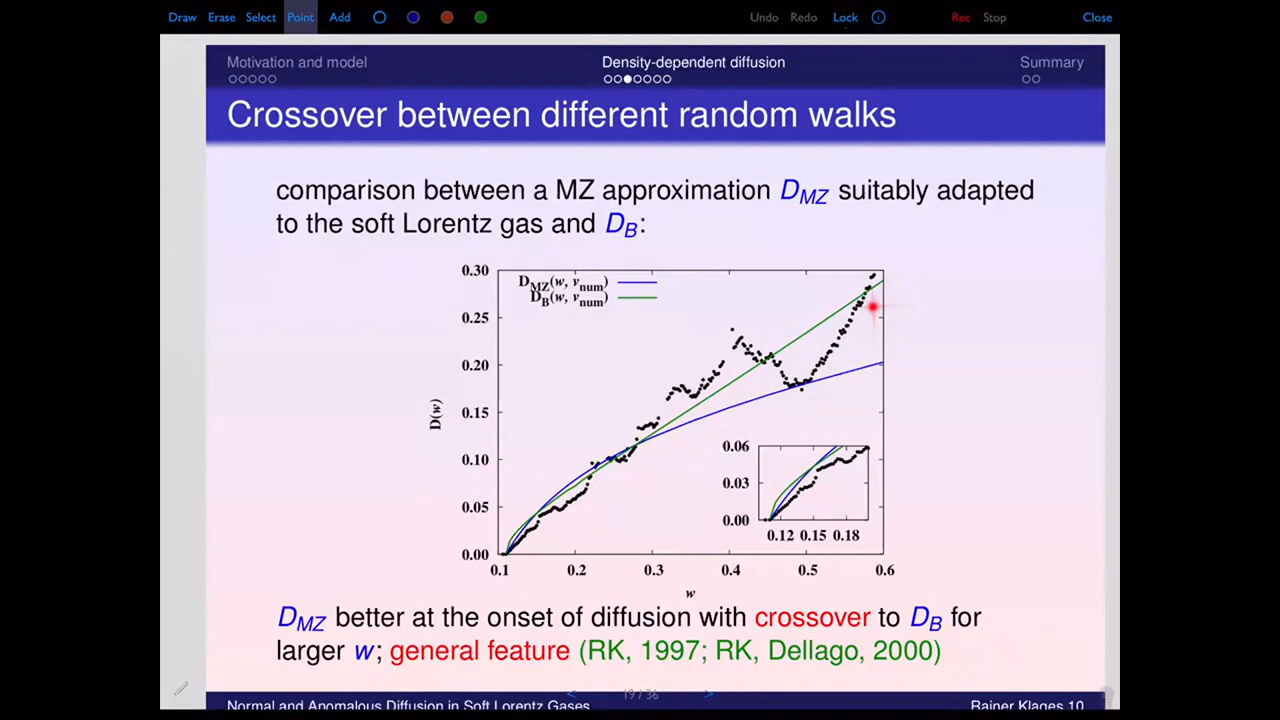 Draw Erase Select Point Add Undo Redo Lock Rec Stop Close
Motivation and model Density-dependent diffusion Summary
Crossover between different random walks
comparison between a MZ approximation D_MZ suitably adapted
to the soft Lorentz gas and D_B:
D_MZ(w, v_num)
D_B(w, v_num)
0.30
0.25
0.20
0.15
0.10
0.05
0.00
D(w)
0.06
0.03
0.00
0.12 0.15 0.18
0.1 0.2 0.3 0.4 0.5 0.6
w
D_MZ better at the onset of diffusion with crossover to D_B for
larger w; general feature (RK, 1997; RK, Dellago, 2000)
< 19 / 36 >
Normal and Anomalous Diffusion in Soft Lorentz Gases Rainer Klages 10